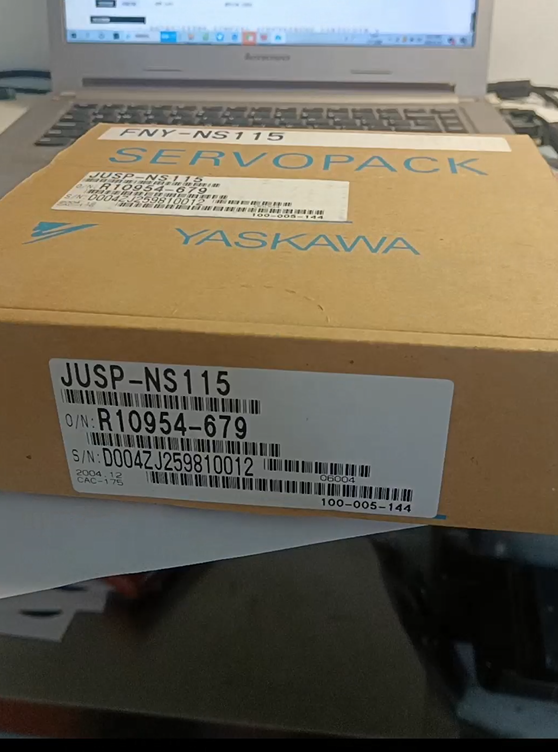 lenovo
FNY-NS115
SERVOPACK
JUSP-NS115
O/N: R10954-679
S/N: D004ZJ259810012
100-005-144
YASKAWA
JUSP-NS115
O/N: R10954-679
S/N: D004ZJ259810012
06004
2004.12
CAC-175
100-005-144